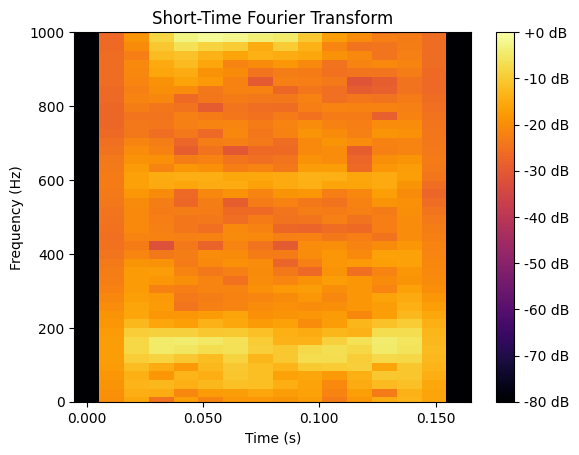 Short-Time Fourier Transform
1000
800
600
400
200
0
Frequency (Hz)
0.000
0.050
0.100
0.150
Time (s)
+0 dB
-10 dB
-20 dB
-30 dB
-40 dB
-50 dB
-60 dB
-70 dB
-80 dB